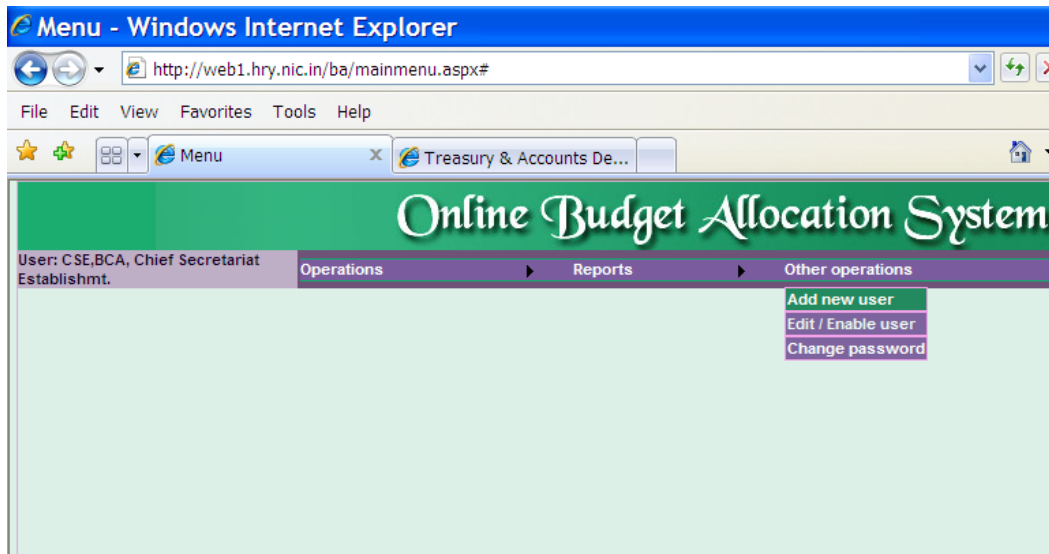 Menu - Windows Internet Explorer
http://web1.hry.nic.in/ba/mainmenu.aspx#
File Edit View Favorites Tools Help
Menu Treasury & Accounts De...
Online Budget Allocation System
User: CSE,BCA, Chief Secretariat
Establishmt.
Operations Reports Other operations
Add new user
Edit / Enable user
Change password